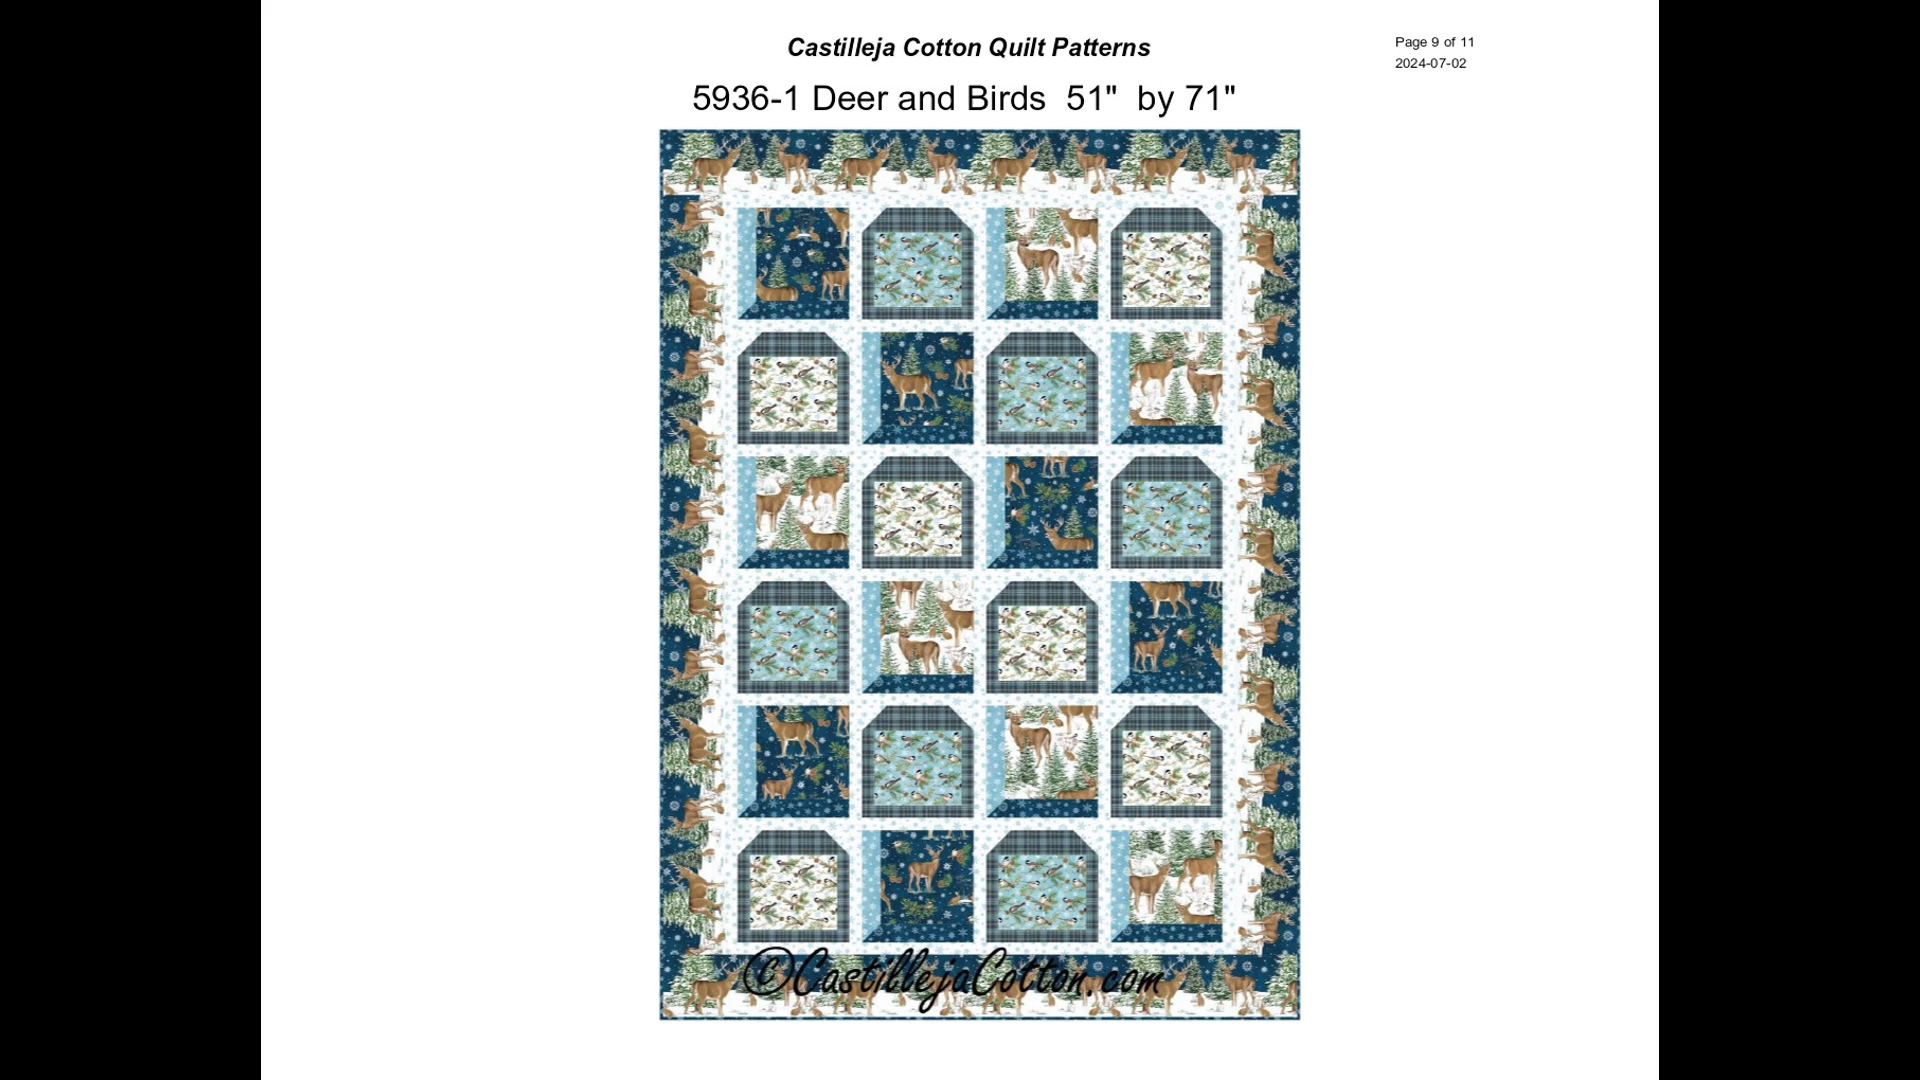 Castilleja Cotton Quilt Patterns
Page 9 of 11
2024-07-02
5936-1 Deer and Birds 51" by 71"
©CastillejaCotton.com